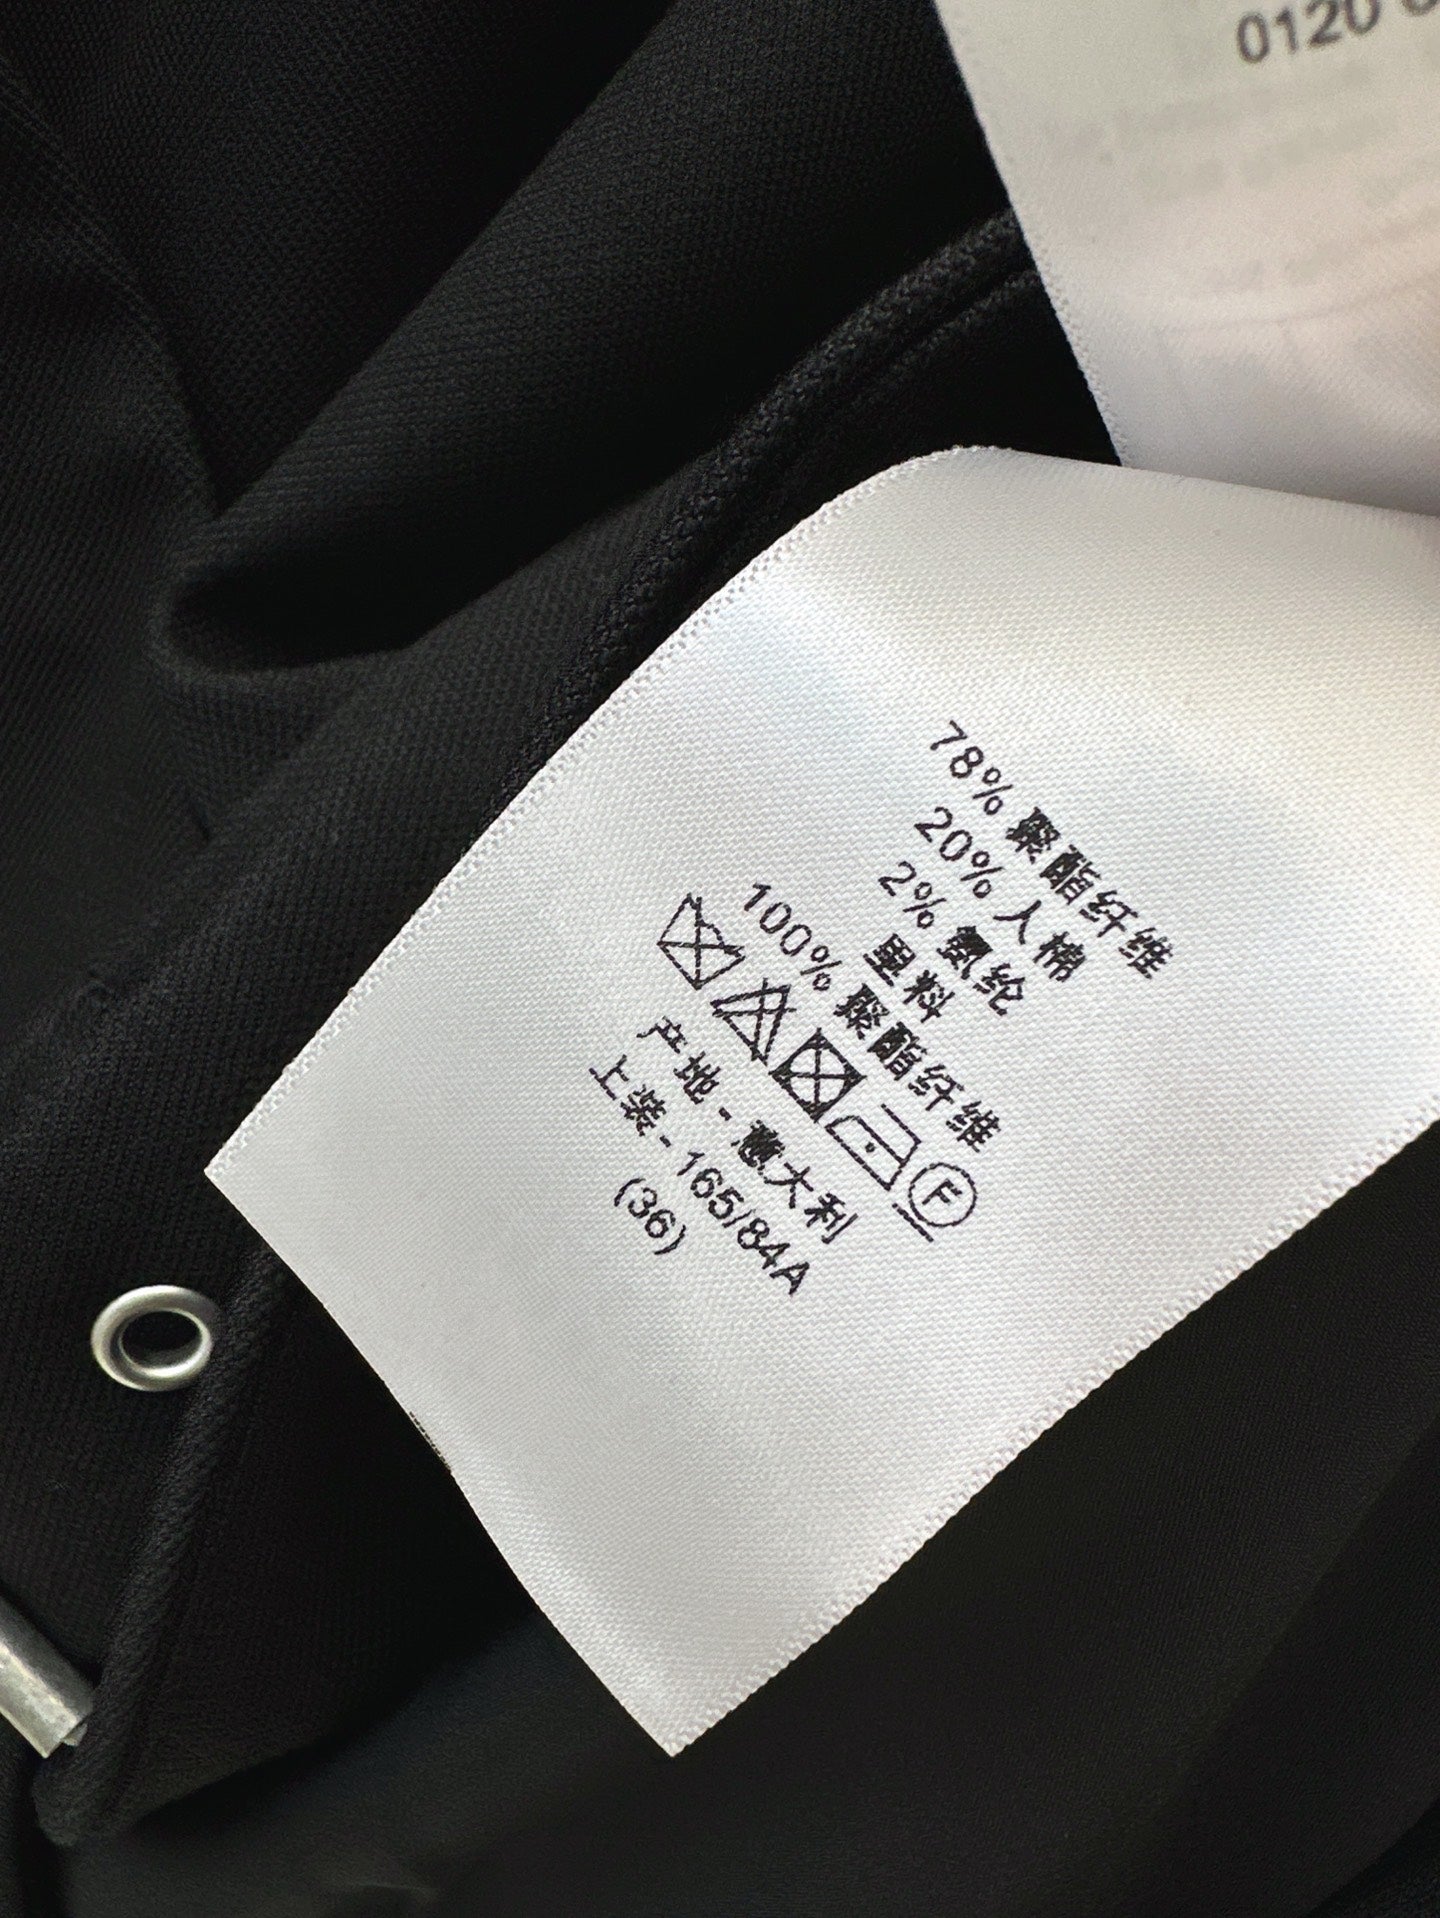 0120
78% 聚酯纤维
20% 人棉
2% 氨纶
里料
100% 聚酯纤维
F
产地 - 意大利
上装 - 165/84A
(36)